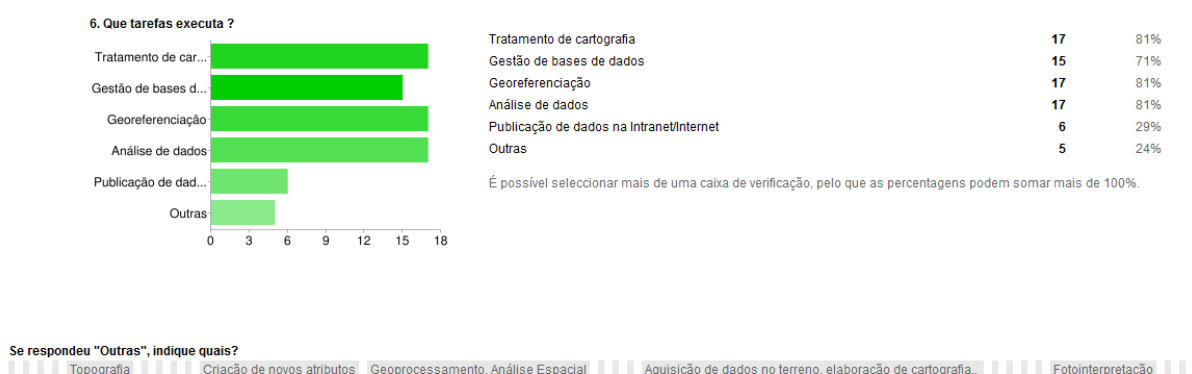 6. Que tarefas executa ?
Tratamento de car...
Gestão de bases d...
Georeferenciação
Análise de dados
Publicação de dad...
Outras
0 3 6 9 12 15 18
Tratamento de cartografia 17 81%
Gestão de bases de dados 15 71%
Georeferenciação 17 81%
Análise de dados 17 81%
Publicação de dados na Intranet/Internet 6 29%
Outras 5 24%
É possível seleccionar mais de uma caixa de verificação, pelo que as percentagens podem somar mais de 100%.
Se respondeu "Outras", indique quais?
Topografia Criação de novos atributos Geoprocessamento, Análise Espacial Aquisição de dados no terreno, elaboração de cartografia.. Fotointerpretação